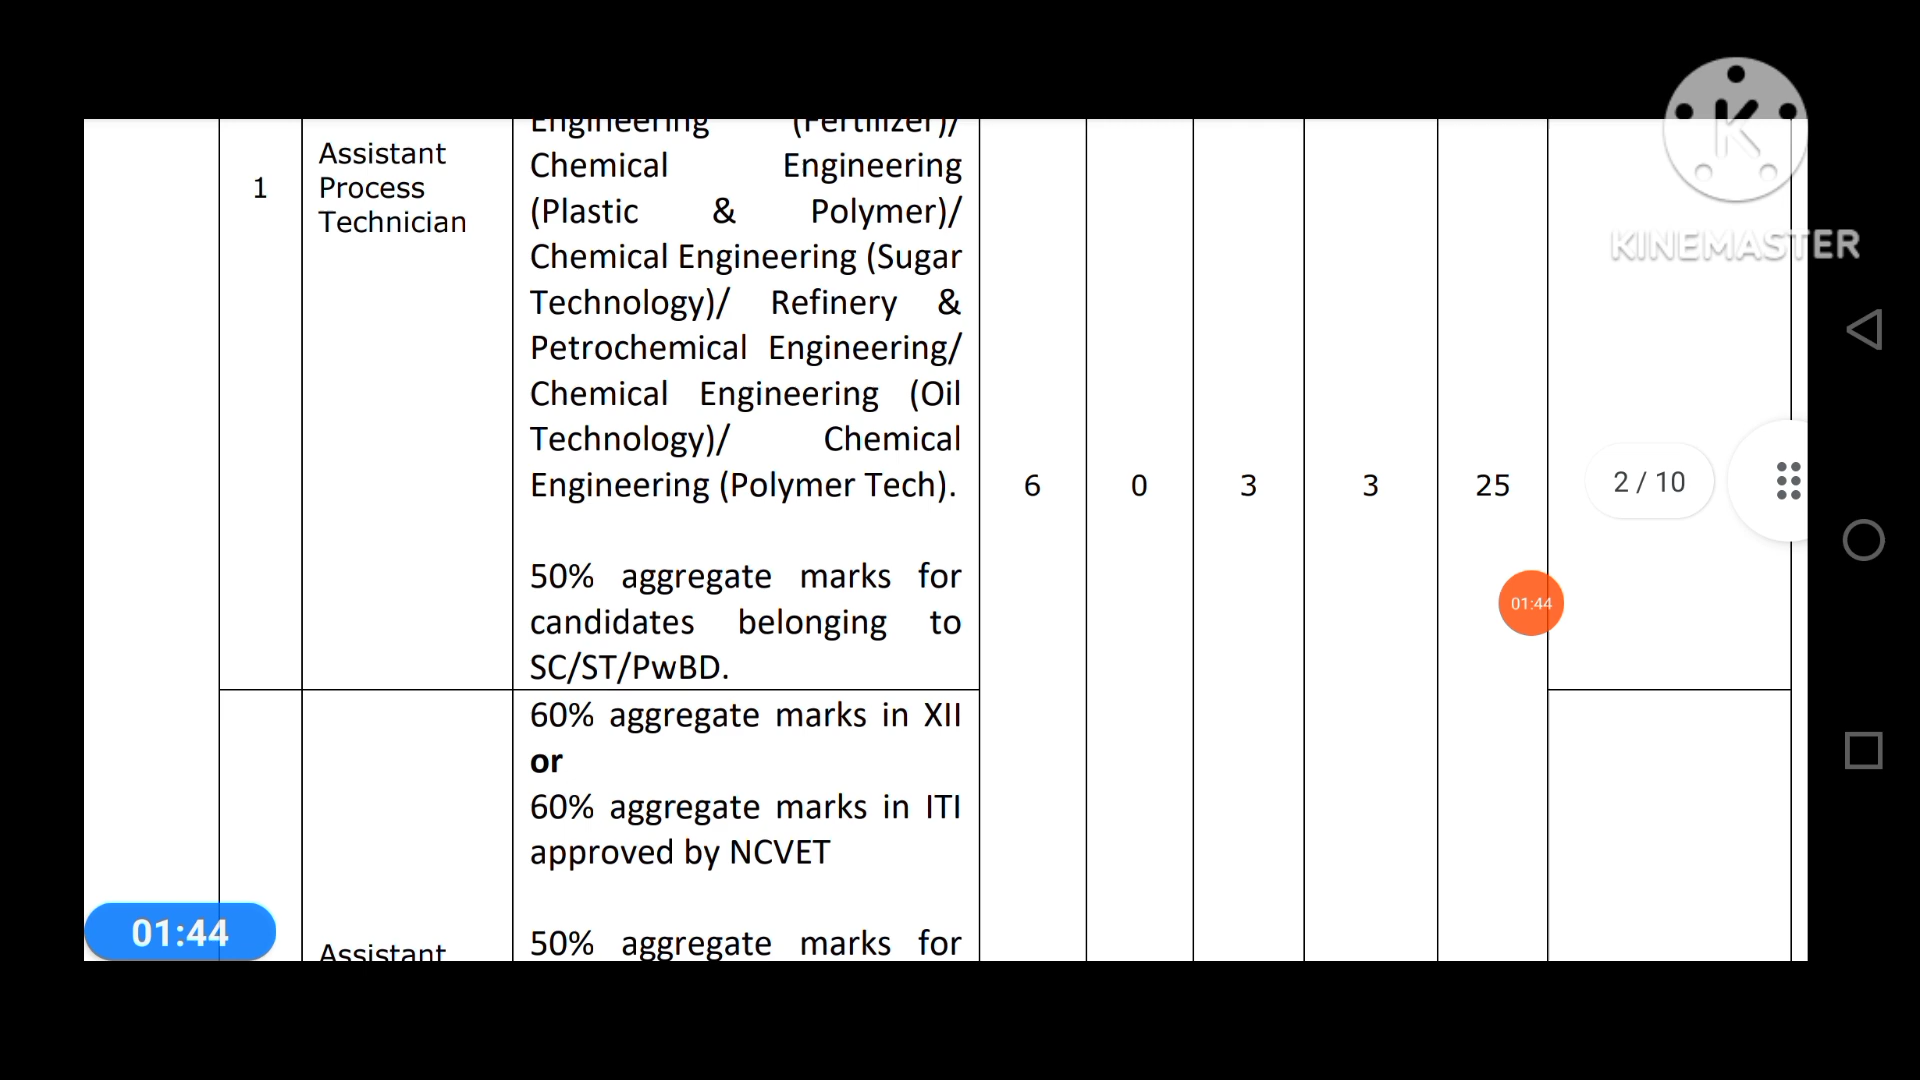 Engineering (Fertilizer)/
1
Assistant
Process
Technician
Chemical Engineering
(Plastic & Polymer)/
Chemical Engineering (Sugar
Technology)/ Refinery &
Petrochemical Engineering/
Chemical Engineering (Oil
Technology)/ Chemical
Engineering (Polymer Tech).
50% aggregate marks for
candidates belonging to
SC/ST/PwBD.
6 0 3 3 25
60% aggregate marks in XII
or
60% aggregate marks in ITI
approved by NCVET
50% aggregate marks for
Assistant
K
KINEMASTER
2 / 10
01:44
01:44